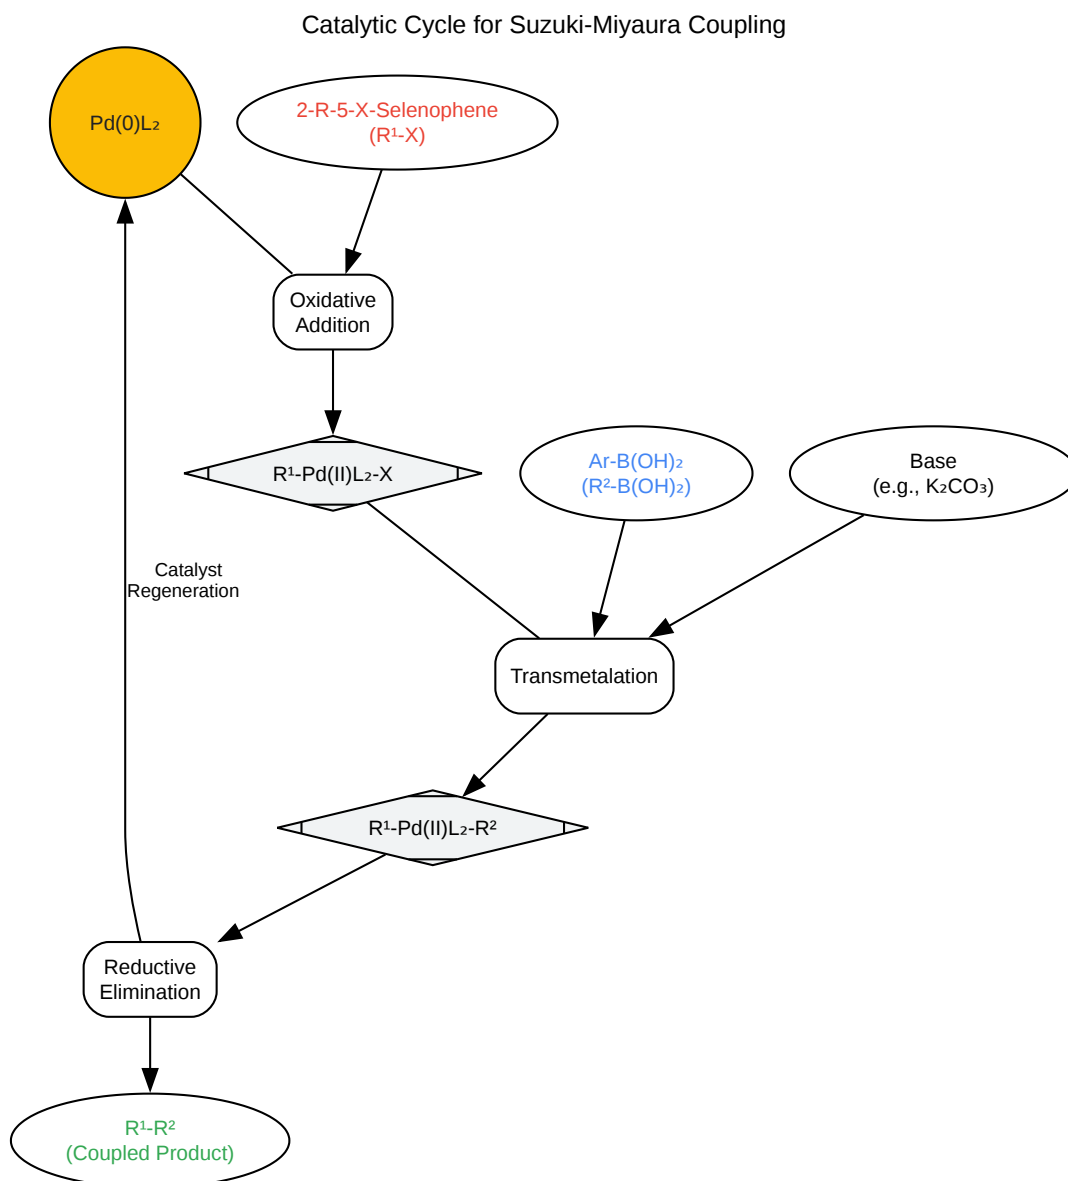 Catalytic Cycle for Suzuki-Miyaura Coupling
Pd(0)L₂
2-R-5-X-Selenophene
(R¹-X)
Oxidative
Addition
R¹-Pd(II)L₂-X
Ar-B(OH)₂
(R²-B(OH)₂)
Base
(e.g., K₂CO₃)
Catalyst
Regeneration
Transmetalation
R¹-Pd(II)L₂-R²
Reductive
Elimination
R¹-R²
(Coupled Product)